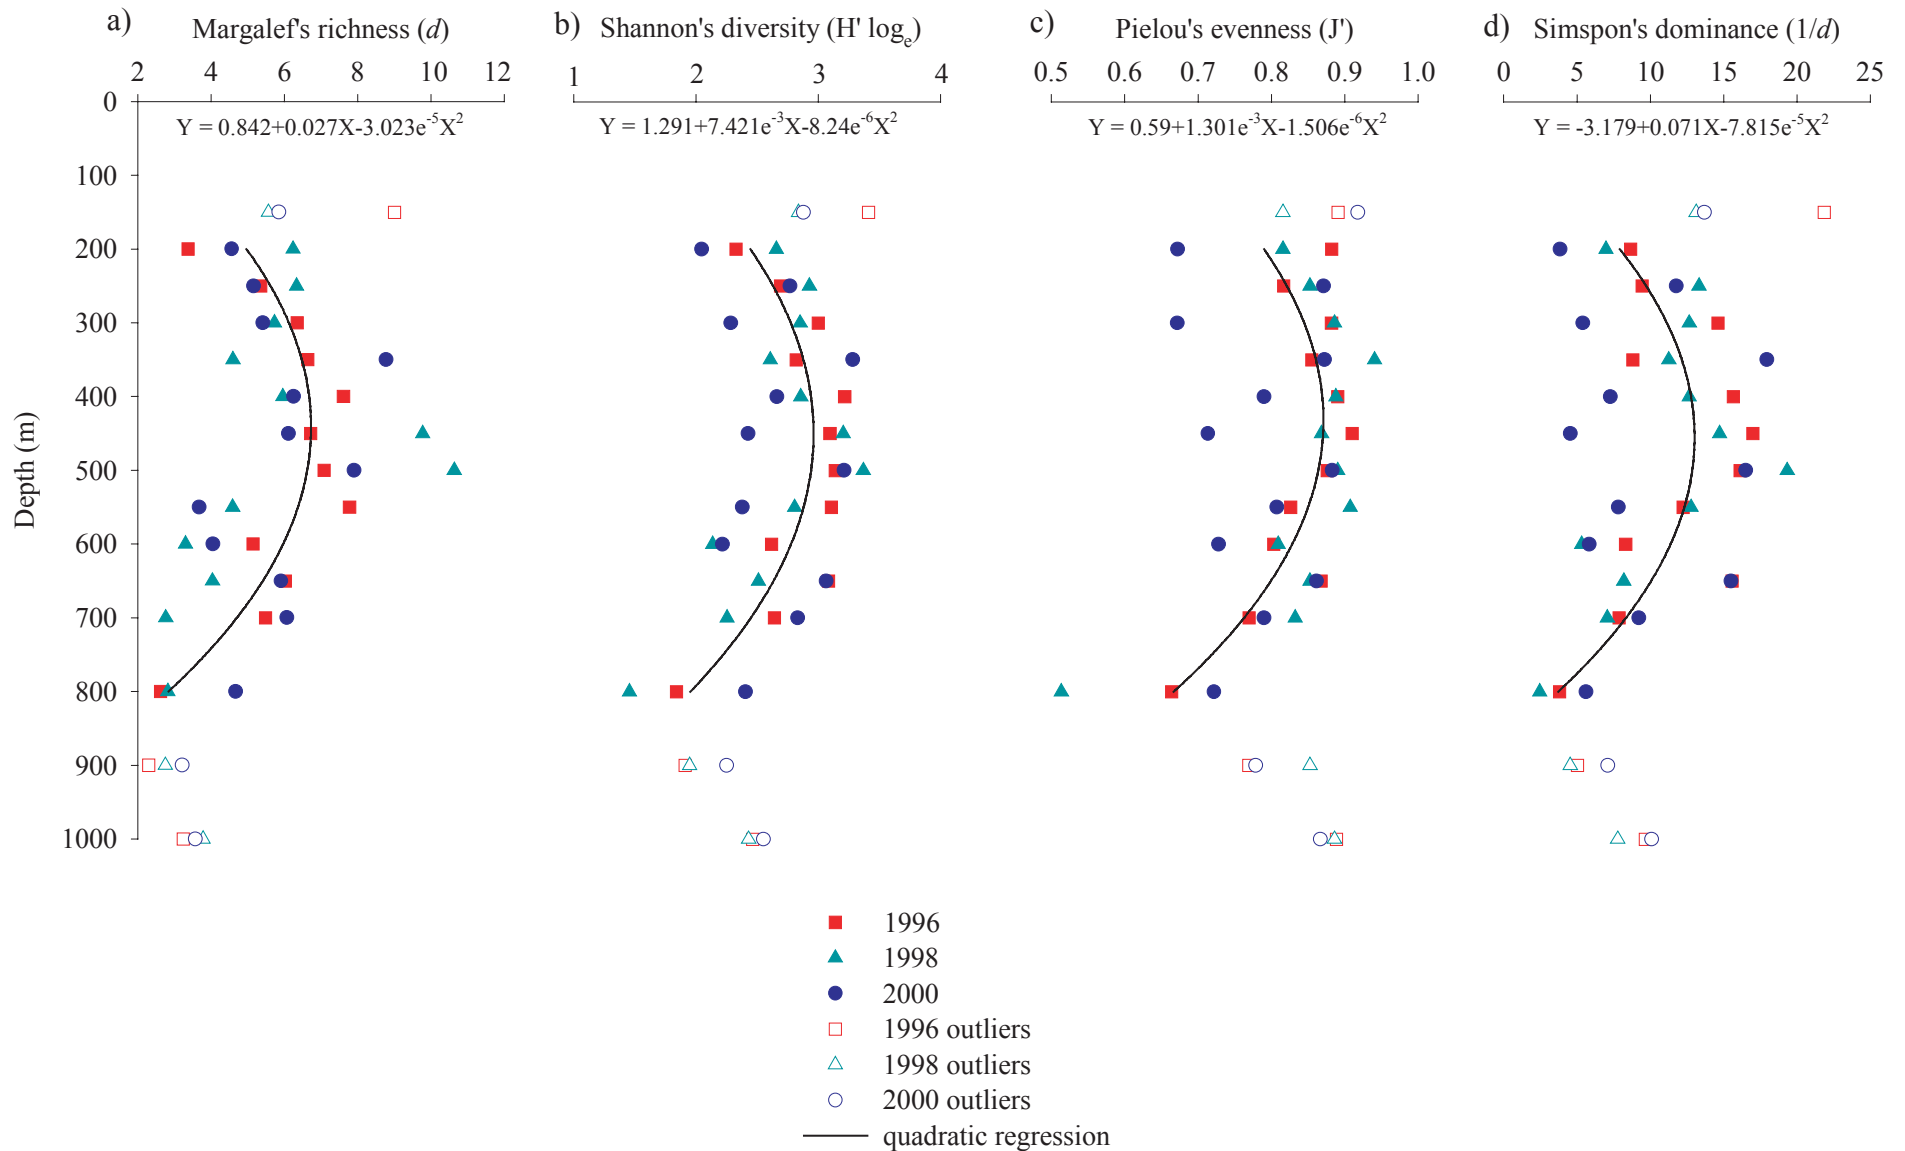 a) Margalef's richness (d) b) Shannon's diversity (H' logₑ) c) Pielou's evenness (J') d) Simspon's dominance (1/d)
2 4 6 8 10 12 1 2 3 4 0.5 0.6 0.7 0.8 0.9 1.0 0 5 10 15 20 25
Y = 0.842+0.027X-3.023e⁻⁵X² Y = 1.291+7.421e⁻³X-8.24e⁻⁶X² Y = 0.59+1.301e⁻³X-1.506e⁻⁶X² Y = -3.179+0.071X-7.815e⁻⁵X²
Depth (m)
0
100
200
300
400
500
600
700
800
900
1000
1996
1998
2000
1996 outliers
1998 outliers
2000 outliers
quadratic regression